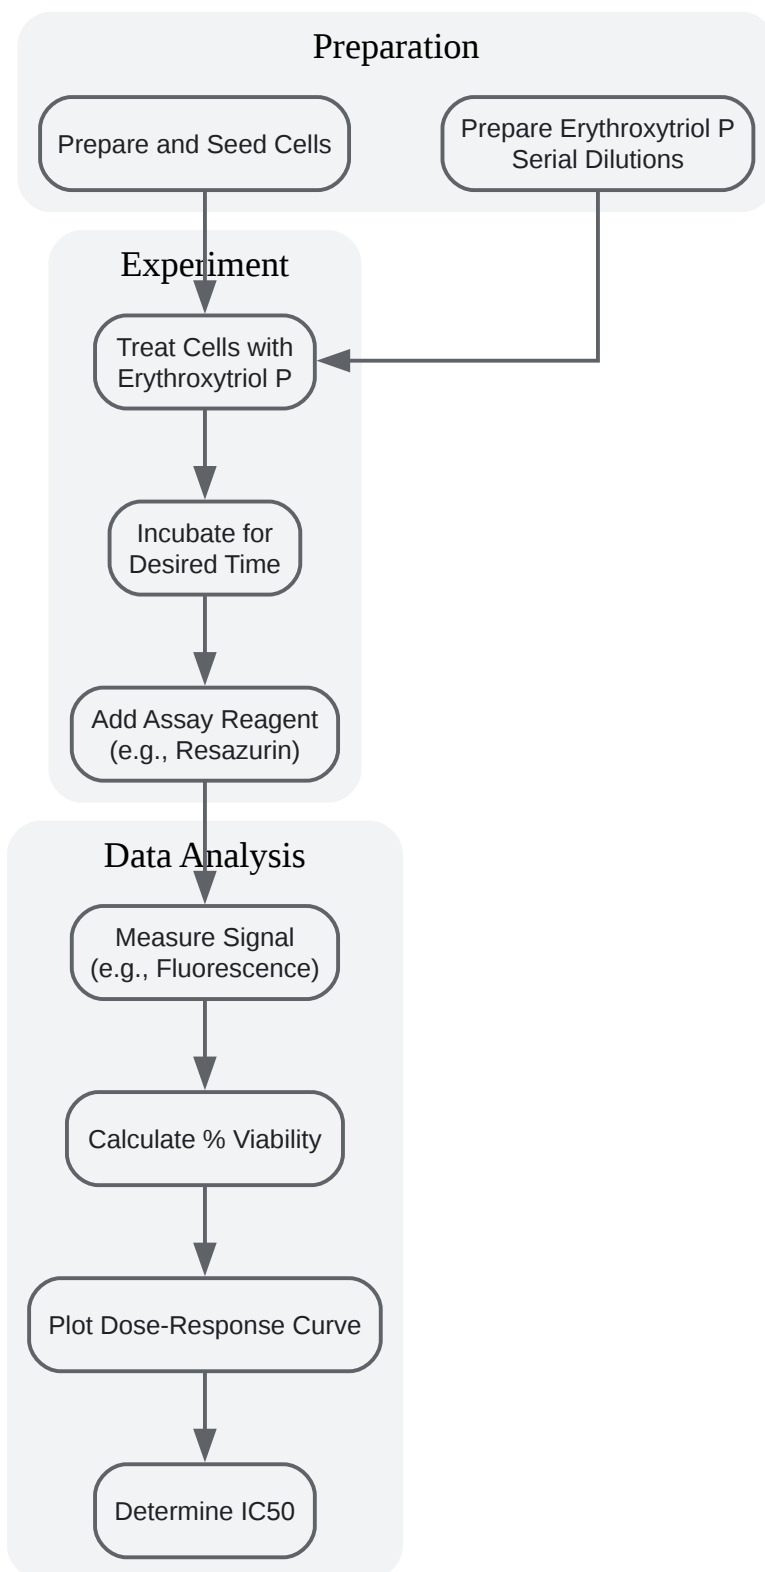 Preparation
Prepare and Seed Cells
Prepare Erythroxytriol P
Serial Dilutions
Experiment
Treat Cells with
Erythroxytriol P
Incubate for
Desired Time
Add Assay Reagent
(e.g., Resazurin)
Data Analysis
Measure Signal
(e.g., Fluorescence)
Calculate % Viability
Plot Dose-Response Curve
Determine IC50